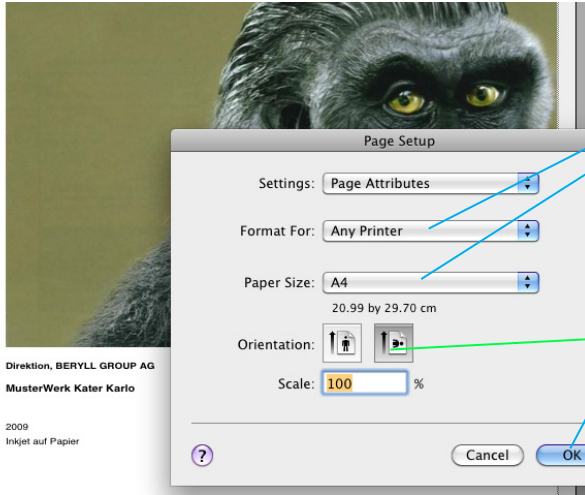 Page Setup
Settings: Page Attributes
Format For: Any Printer
Paper Size: A4
20.99 by 29.70 cm
Orientation:
Scale: 100 %
? Cancel OK
Direktion, BERYLL GROUP AG
MusterWerk Kater Karlo
2009
Inkjet auf Papier